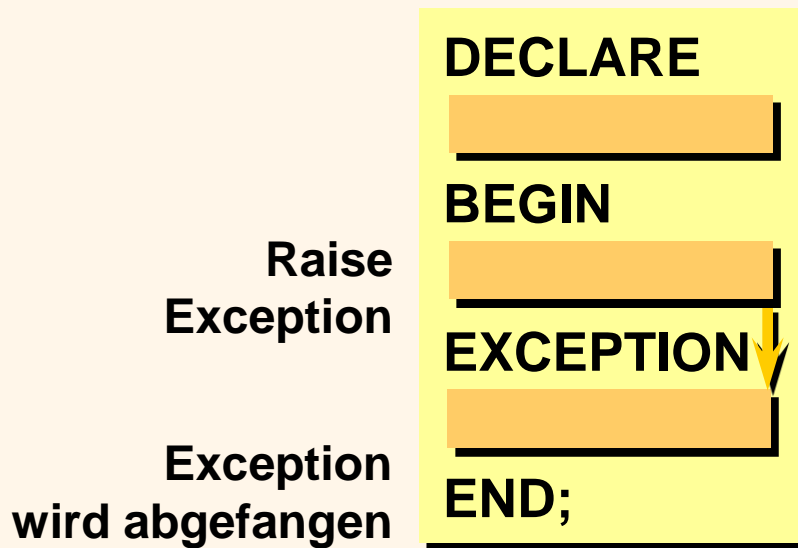 DECLARE
BEGIN
Raise
Exception
EXCEPTION
Exception
wird abgefangen
END;